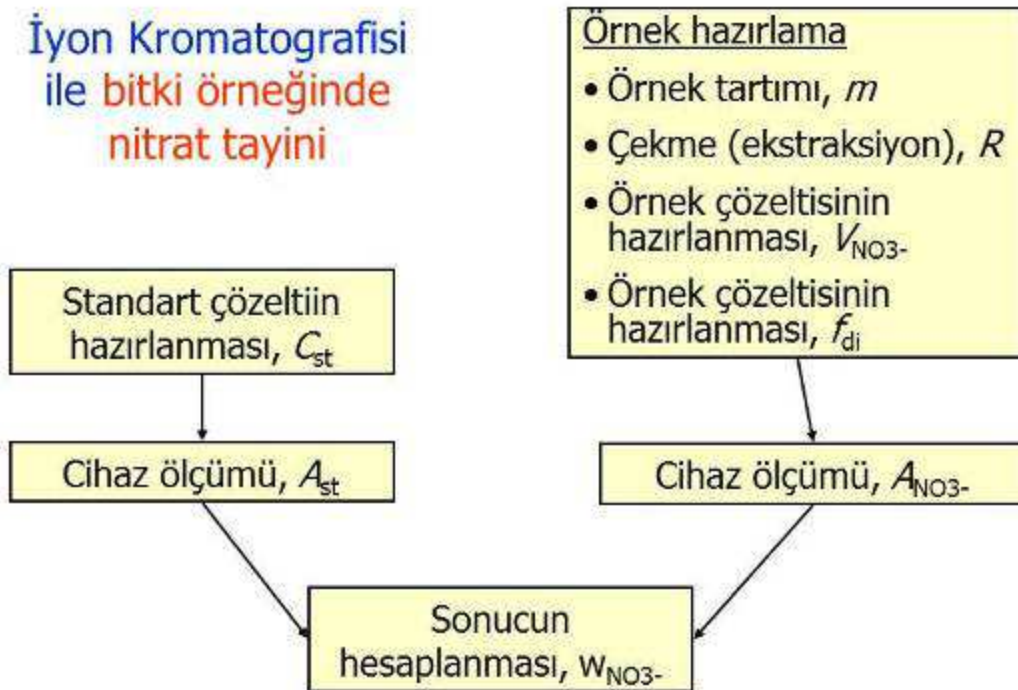 İyon Kromatografisi
ile bitki örneğinde
nitrat tayini
Örnek hazırlama
• Örnek tartımı, m
• Çekme (ekstraksiyon), R
• Örnek çözeltisinin
hazırlanması, VNO3-
• Örnek çözeltisinin
hazırlanması, fdi
Standart çözeltiin
hazırlanması, Cst
Cihaz ölçümü, Ast
Cihaz ölçümü, ANO3-
Sonucun
hesaplanması, wNO3-